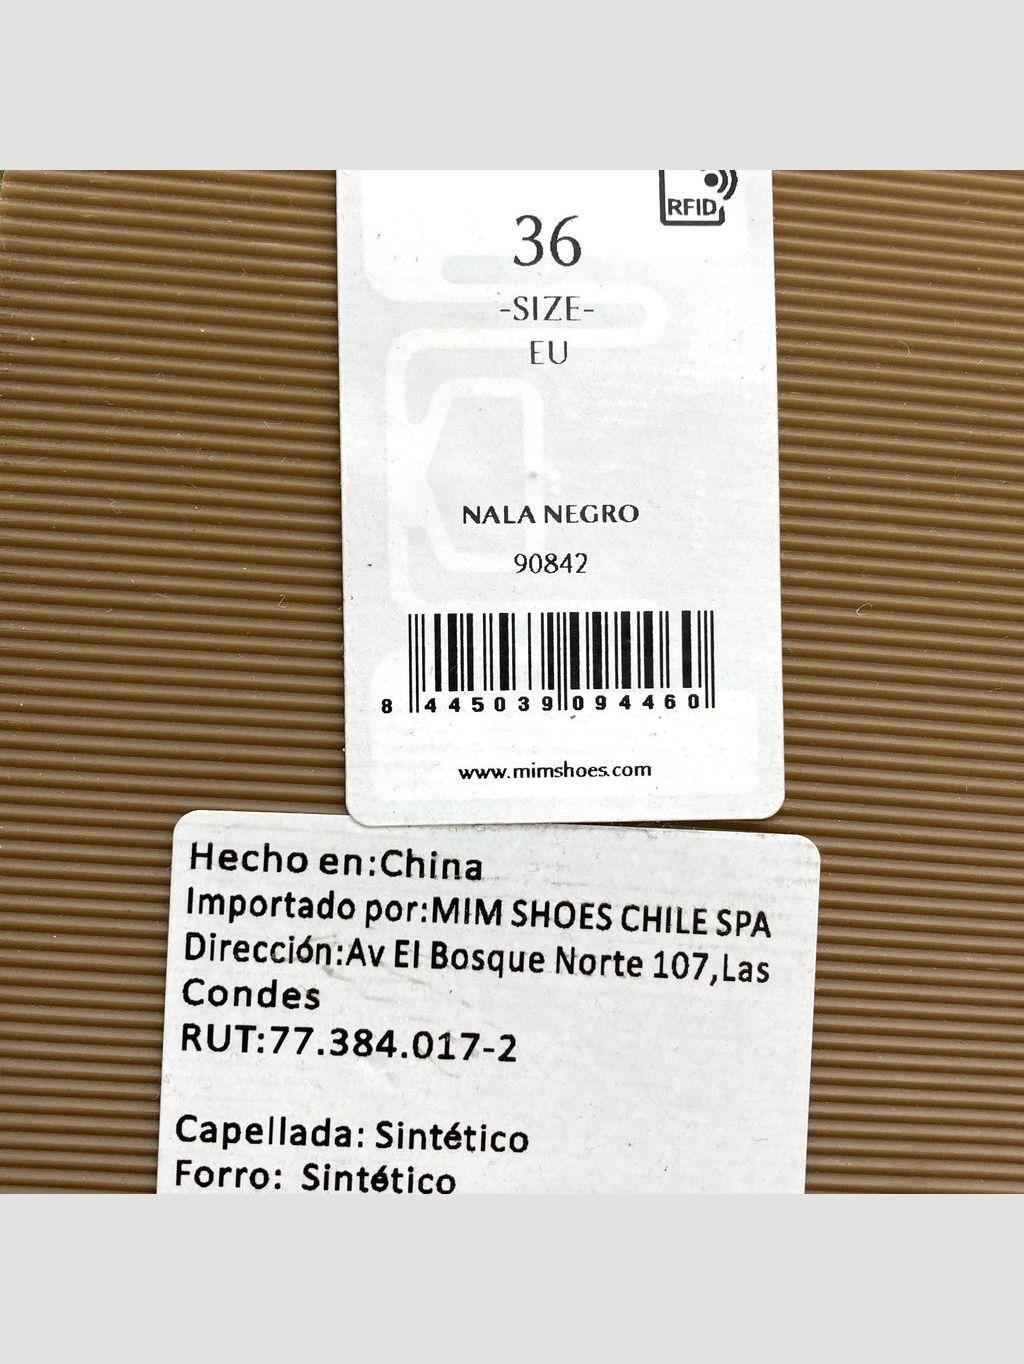 RFID
36
-SIZE-
EU
NALA NEGRO
90842
8 445039 094460
www.mimshoes.com
Hecho en:China
Importado por:MIM SHOES CHILE SPA
Dirección:Av El Bosque Norte 107,Las
Condes
RUT:77.384.017-2
Capellada: Sintético
Forro: Sintético